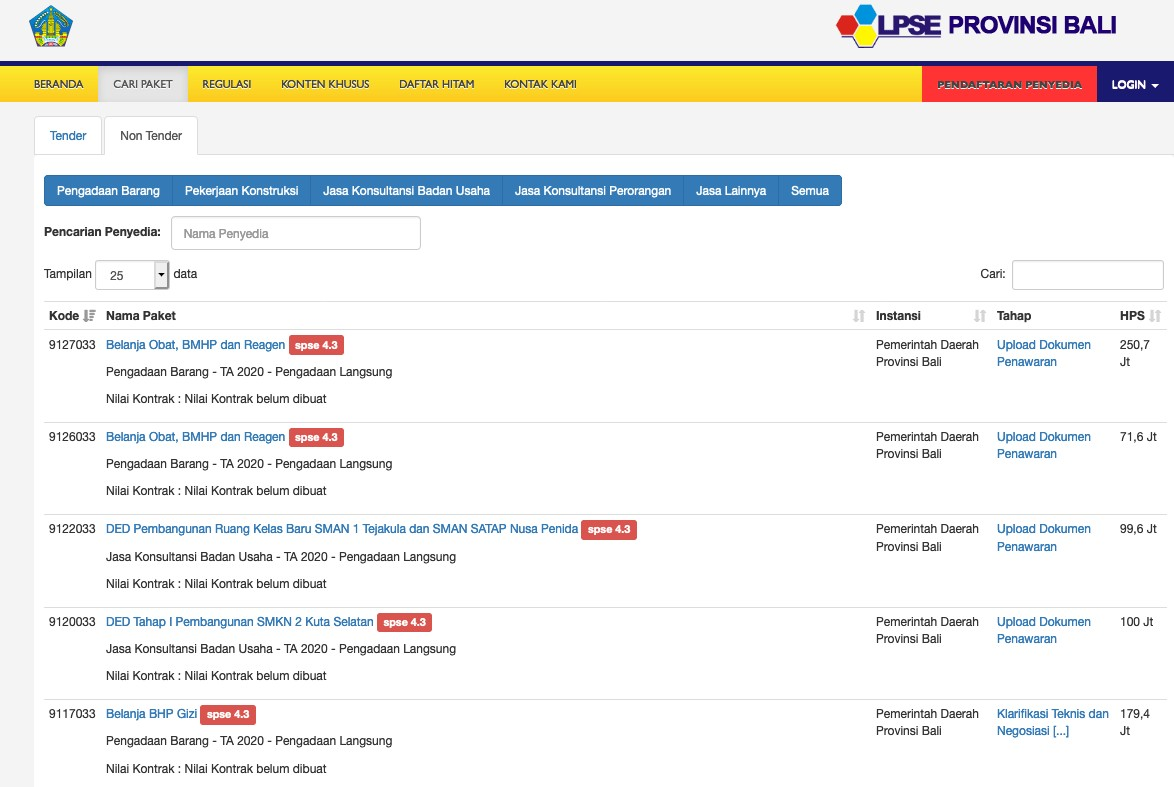 LPSE PROVINSI BALI
BERANDA CARI PAKET REGULASI KONTEN KHUSUS DAFTAR HITAM KONTAK KAMI PENDAFTARAN PENYEDIA LOGIN
Tender Non Tender
Pengadaan Barang Pekerjaan Konstruksi Jasa Konsultansi Badan Usaha Jasa Konsultansi Perorangan Jasa Lainnya Semua
Pencarian Penyedia: Nama Penyedia
Tampilan 25 data Cari:
Kode Nama Paket Instansi Tahap HPS
9127033 Belanja Obat, BMHP dan Reagen spse 4.3 Pemerintah Daerah Upload Dokumen 250,7
Provinsi Bali Penawaran Jt
Pengadaan Barang - TA 2020 - Pengadaan Langsung
Nilai Kontrak : Nilai Kontrak belum dibuat
9126033 Belanja Obat, BMHP dan Reagen spse 4.3 Pemerintah Daerah Upload Dokumen 71,6 Jt
Provinsi Bali Penawaran
Pengadaan Barang - TA 2020 - Pengadaan Langsung
Nilai Kontrak : Nilai Kontrak belum dibuat
9122033 DED Pembangunan Ruang Kelas Baru SMAN 1 Tejakula dan SMAN SATAP Nusa Penida spse 4.3 Pemerintah Daerah Upload Dokumen 99,6 Jt
Provinsi Bali Penawaran
Jasa Konsultansi Badan Usaha - TA 2020 - Pengadaan Langsung
Nilai Kontrak : Nilai Kontrak belum dibuat
9120033 DED Tahap I Pembangunan SMKN 2 Kuta Selatan spse 4.3 Pemerintah Daerah Upload Dokumen 100 Jt
Provinsi Bali Penawaran
Jasa Konsultansi Badan Usaha - TA 2020 - Pengadaan Langsung
Nilai Kontrak : Nilai Kontrak belum dibuat
9117033 Belanja BHP Gizi spse 4.3 Pemerintah Daerah Klarifikasi Teknis dan 179,4
Provinsi Bali Negosiasi [...] Jt
Pengadaan Barang - TA 2020 - Pengadaan Langsung
Nilai Kontrak : Nilai Kontrak belum dibuat